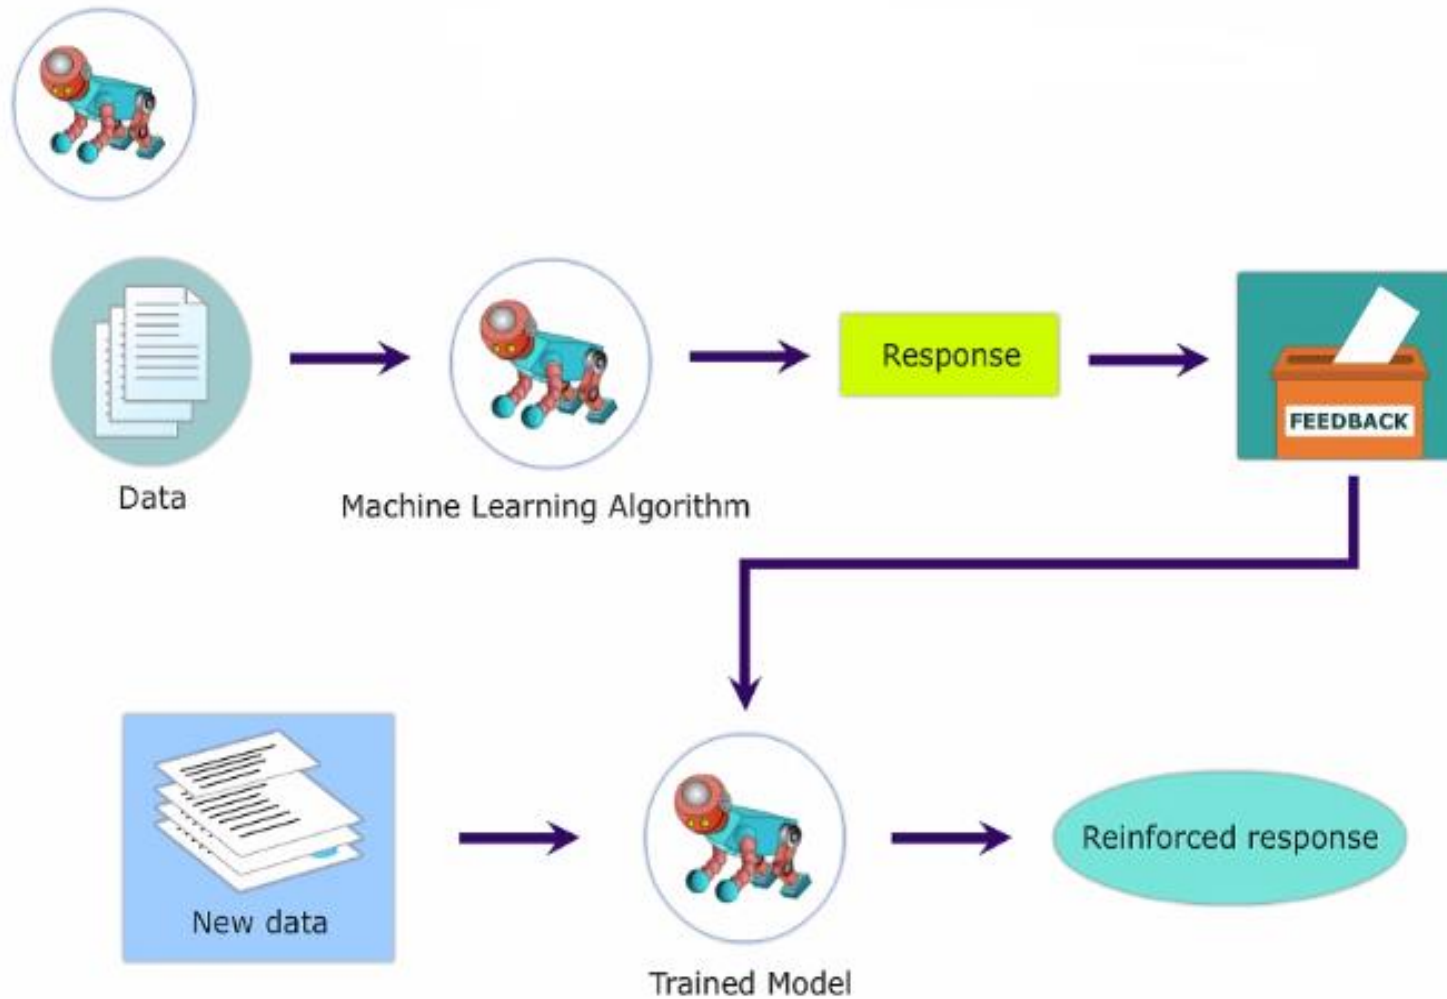 Response
FEEDBACK
Data
Machine Learning Algorithm
New data
Reinforced response
Trained Model